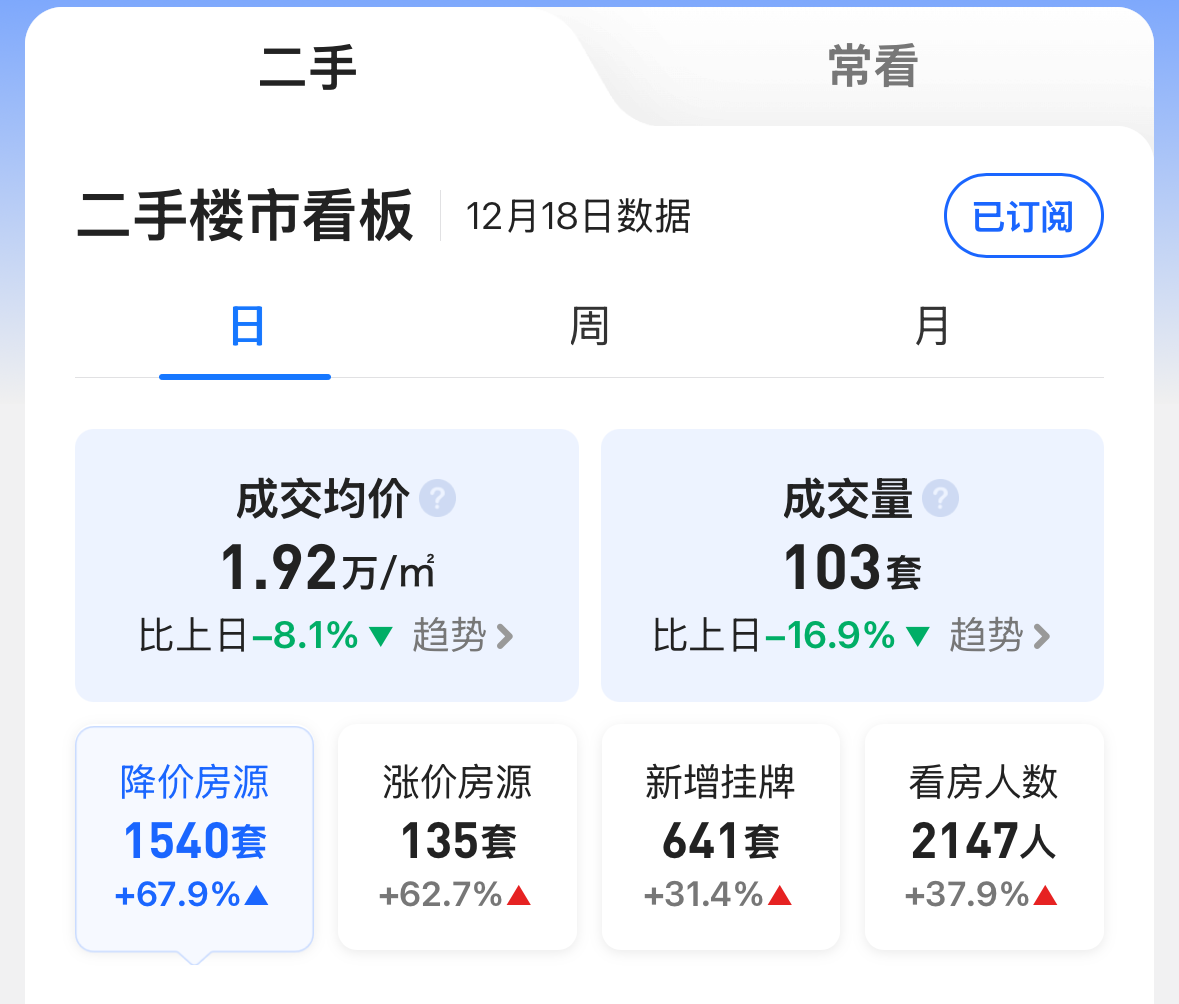 二手
常看
二手楼市看板
12月18日数据
已订阅
日
周
月
成交均价 ?
1.92万/㎡
比上日-8.1%▼ 趋势
成交量 ?
103套
比上日-16.9%▼ 趋势
降价房源
1540套
+67.9%▲
涨价房源
135套
+62.7%▲
新增挂牌
641套
+31.4%▲
看房人数
2147人
+37.9%▲